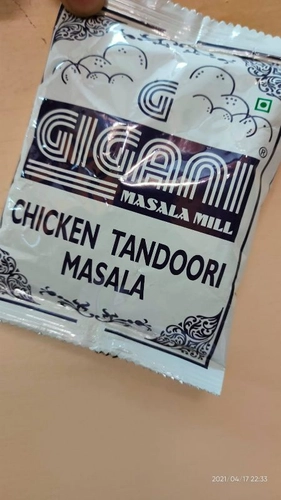 G
GIGANI
®
MASALA MILL
CHICKEN TANDOORI
MASALA
2021/04/17 22:33